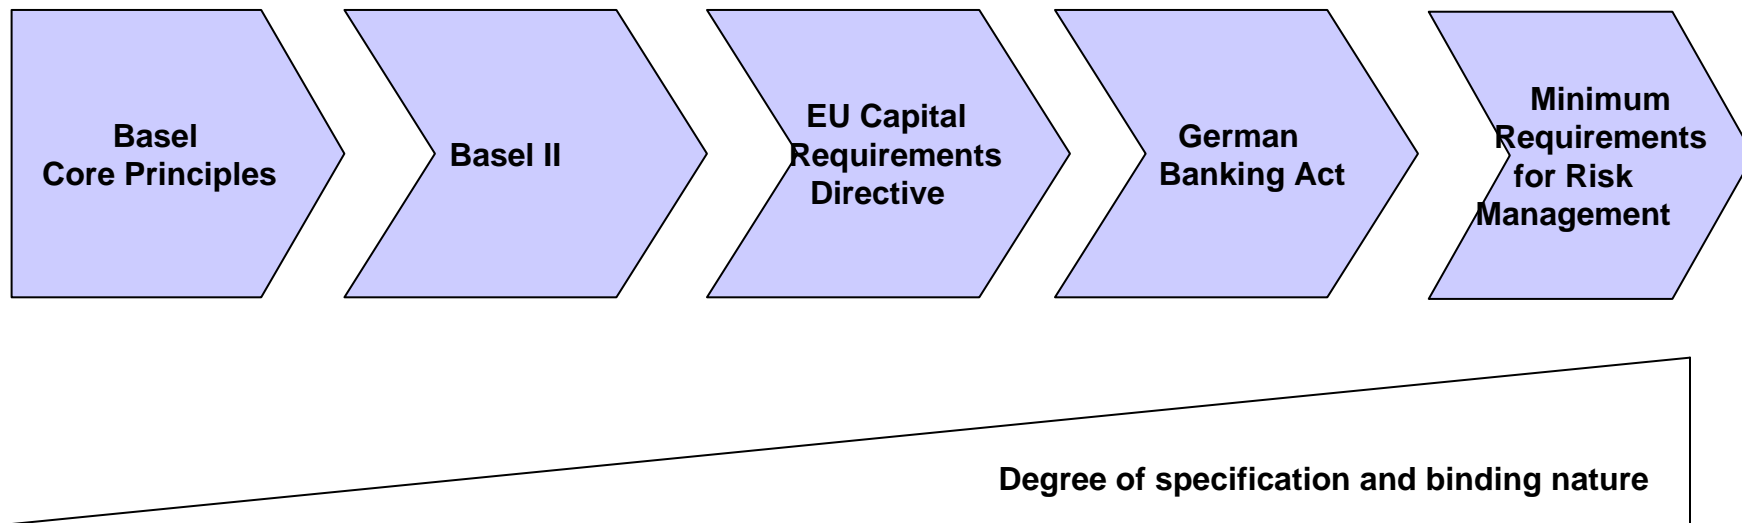 Basel
Core Principles
Basel II
EU Capital
Requirements
Directive
German
Banking Act
Minimum
Requirements
for Risk
Management
Degree of specification and binding nature